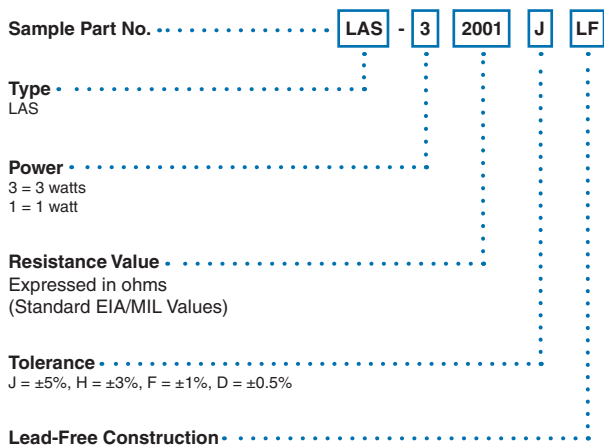 Sample Part No. LAS - 3 2001 J LF
Type
LAS
Power
3 = 3 watts
1 = 1 watt
Resistance Value
Expressed in ohms
(Standard EIA/MIL Values)
Tolerance
J = ±5%, H = ±3%, F = ±1%, D = ±0.5%
Lead-Free Construction